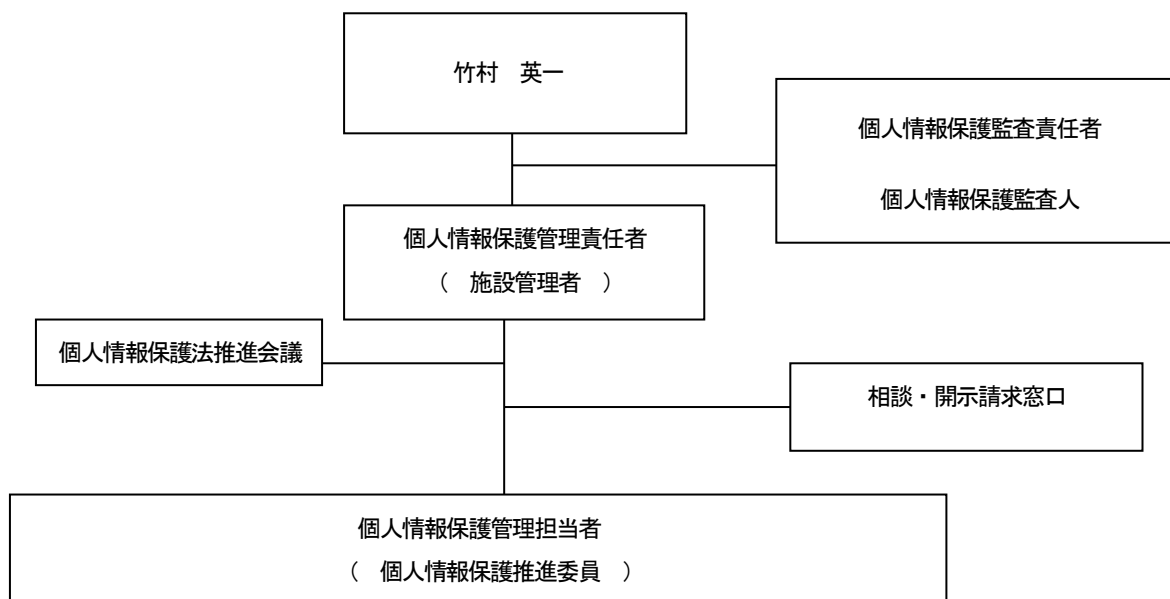 竹村　英一
個人情報保護監査責任者
個人情報保護監査人
個人情報保護管理責任者
（　施設管理者　）
個人情報保護法推進会議
相談・開示請求窓口
個人情報保護管理担当者
（　個人情報保護推進委員　）